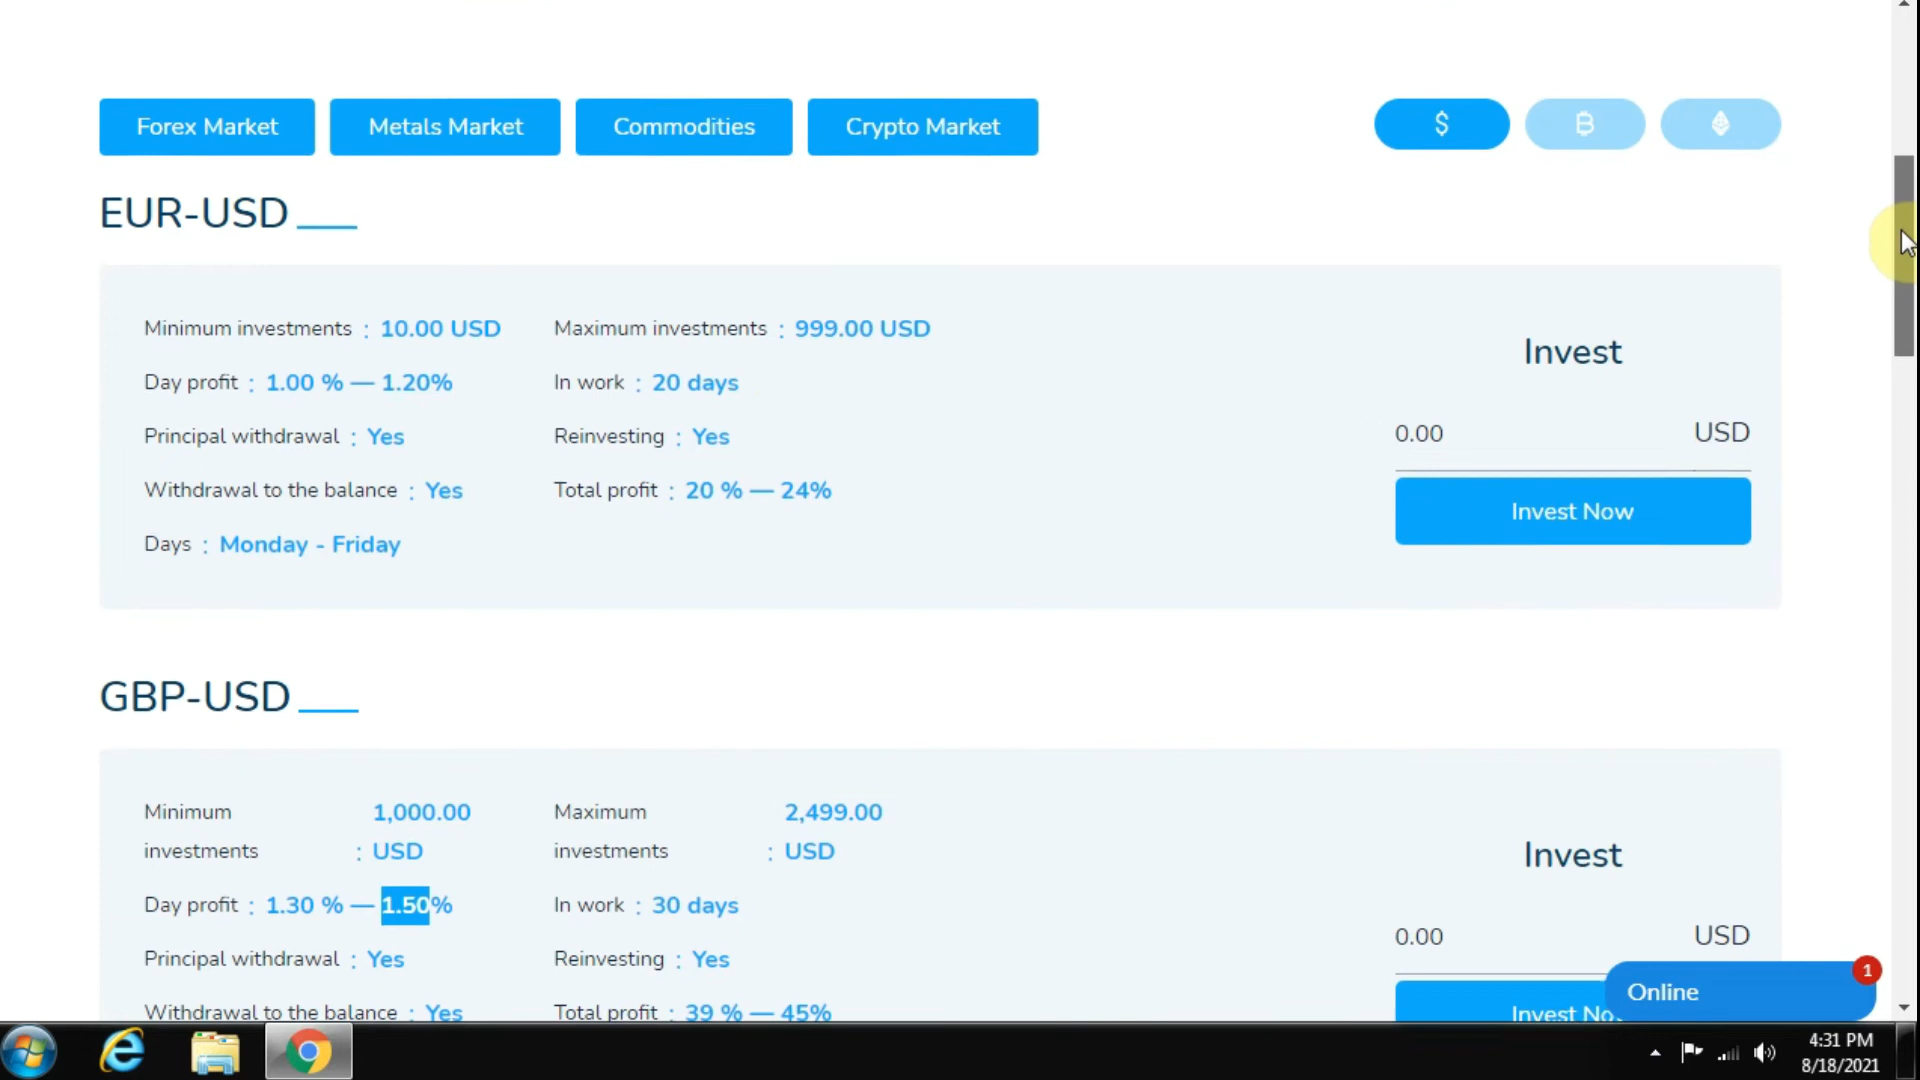 Forex Market
Metals Market
Commodities
Crypto Market
$
EUR-USD
Minimum investments : 10.00 USD
Maximum investments : 999.00 USD
Day profit : 1.00 % — 1.20%
In work : 20 days
Principal withdrawal : Yes
Reinvesting : Yes
Withdrawal to the balance : Yes
Total profit : 20 % — 24%
Days : Monday - Friday
Invest
0.00 USD
Invest Now
GBP-USD
Minimum investments : 1,000.00 USD
Maximum investments : 2,499.00 USD
Day profit : 1.30 % — 1.50%
In work : 30 days
Principal withdrawal : Yes
Reinvesting : Yes
Withdrawal to the balance : Yes
Total profit : 39 % — 45%
Invest
0.00 USD
Invest No
Online
1
4:31 PM
8/18/2021